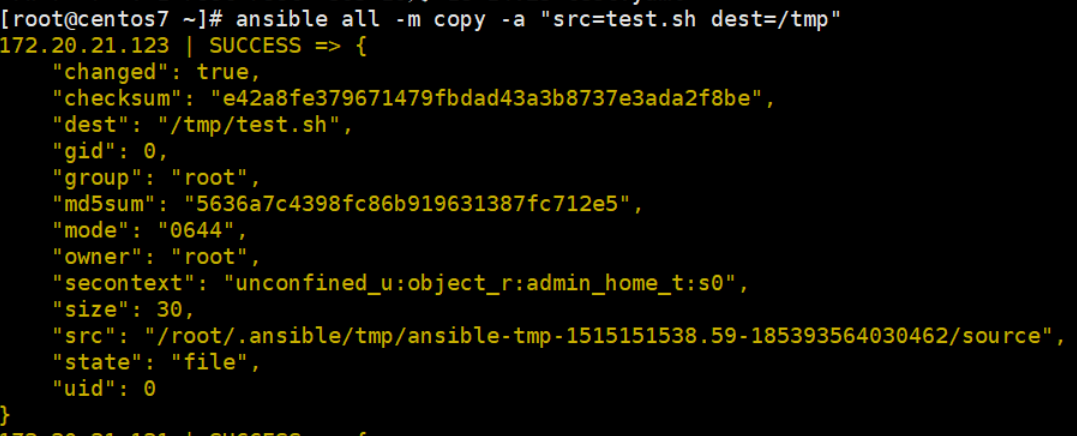 [root@centos7 ~]# ansible all -m copy -a "src=test.sh dest=/tmp"
172.20.21.123 | SUCCESS => {
    "changed": true,
    "checksum": "e42a8fe379671479fbdad43a3b8737e3ada2f8be",
    "dest": "/tmp/test.sh",
    "gid": 0,
    "group": "root",
    "md5sum": "5636a7c4398fc86b919631387fc712e5",
    "mode": "0644",
    "owner": "root",
    "secontext": "unconfined_u:object_r:admin_home_t:s0",
    "size": 30,
    "src": "/root/.ansible/tmp/ansible-tmp-1515151538.59-185393564030462/source",
    "state": "file",
    "uid": 0
}